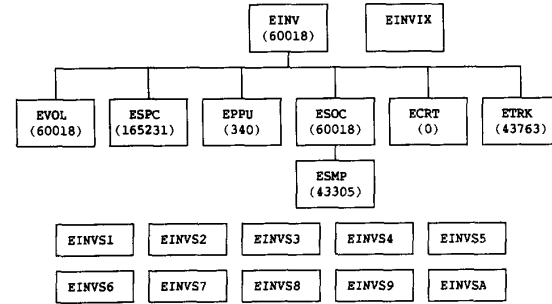 EINV EINVIX
(60018)
EVOL ESPC EPPU ESOC ECRT ETRK
(60018) (165231) (340) (60018) (0) (43763)
ESMP
(43305)
EINVS1 EINVS2 EINVS3 EINVS4 EINVS5
EINVS6 EINVS7 EINVS8 EINVS9 EINVSA